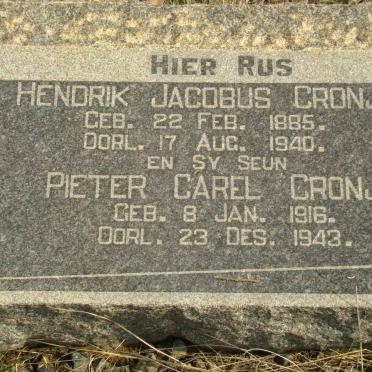 HIER RUS
HENDRIK JACOBUS CRONJ
GEB. 22 FEB. 1885.
OORL. 17 AUG. 1940.
EN SY SEUN
PIETER CAREL CRONJ
GEB. 8 JAN. 1916.
OORL. 23 DES. 1943.